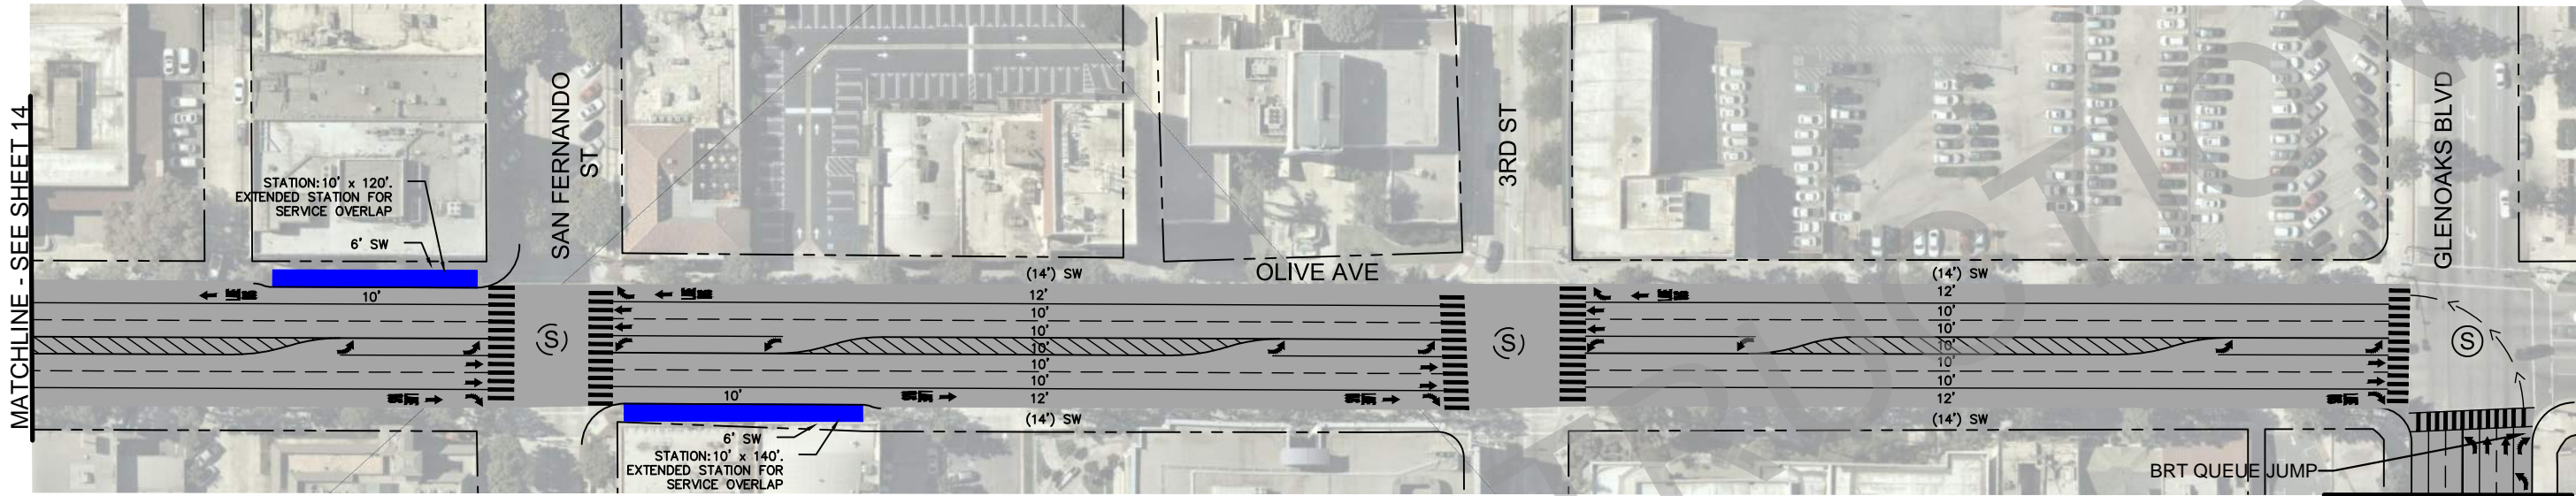 MATCHLINE - SEE SHEET 14
STATION: 10' x 120'.
EXTENDED STATION FOR
SERVICE OVERLAP
6' SW
SAN FERNANDO
ST
3RD ST
GLENOAKS BLVD
OLIVE AVE
(14') SW
(14') SW
10'
12'
10'
10'
10'
10'
10'
12'
12'
10'
10'
10'
10'
10'
12'
S
S
S
10'
(14') SW
(14') SW
6' SW
STATION: 10' x 140'.
EXTENDED STATION FOR
SERVICE OVERLAP
BRT QUEUE JUMP